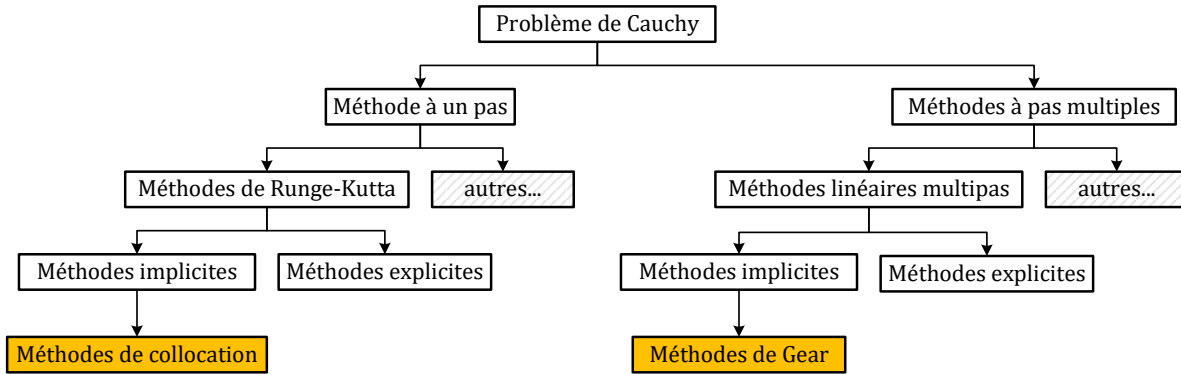 Problème de Cauchy
Méthode à un pas
Méthodes à pas multiples
Méthodes de Runge-Kutta
autres...
Méthodes linéaires multipas
autres...
Méthodes implicites
Méthodes explicites
Méthodes implicites
Méthodes explicites
Méthodes de collocation
Méthodes de Gear